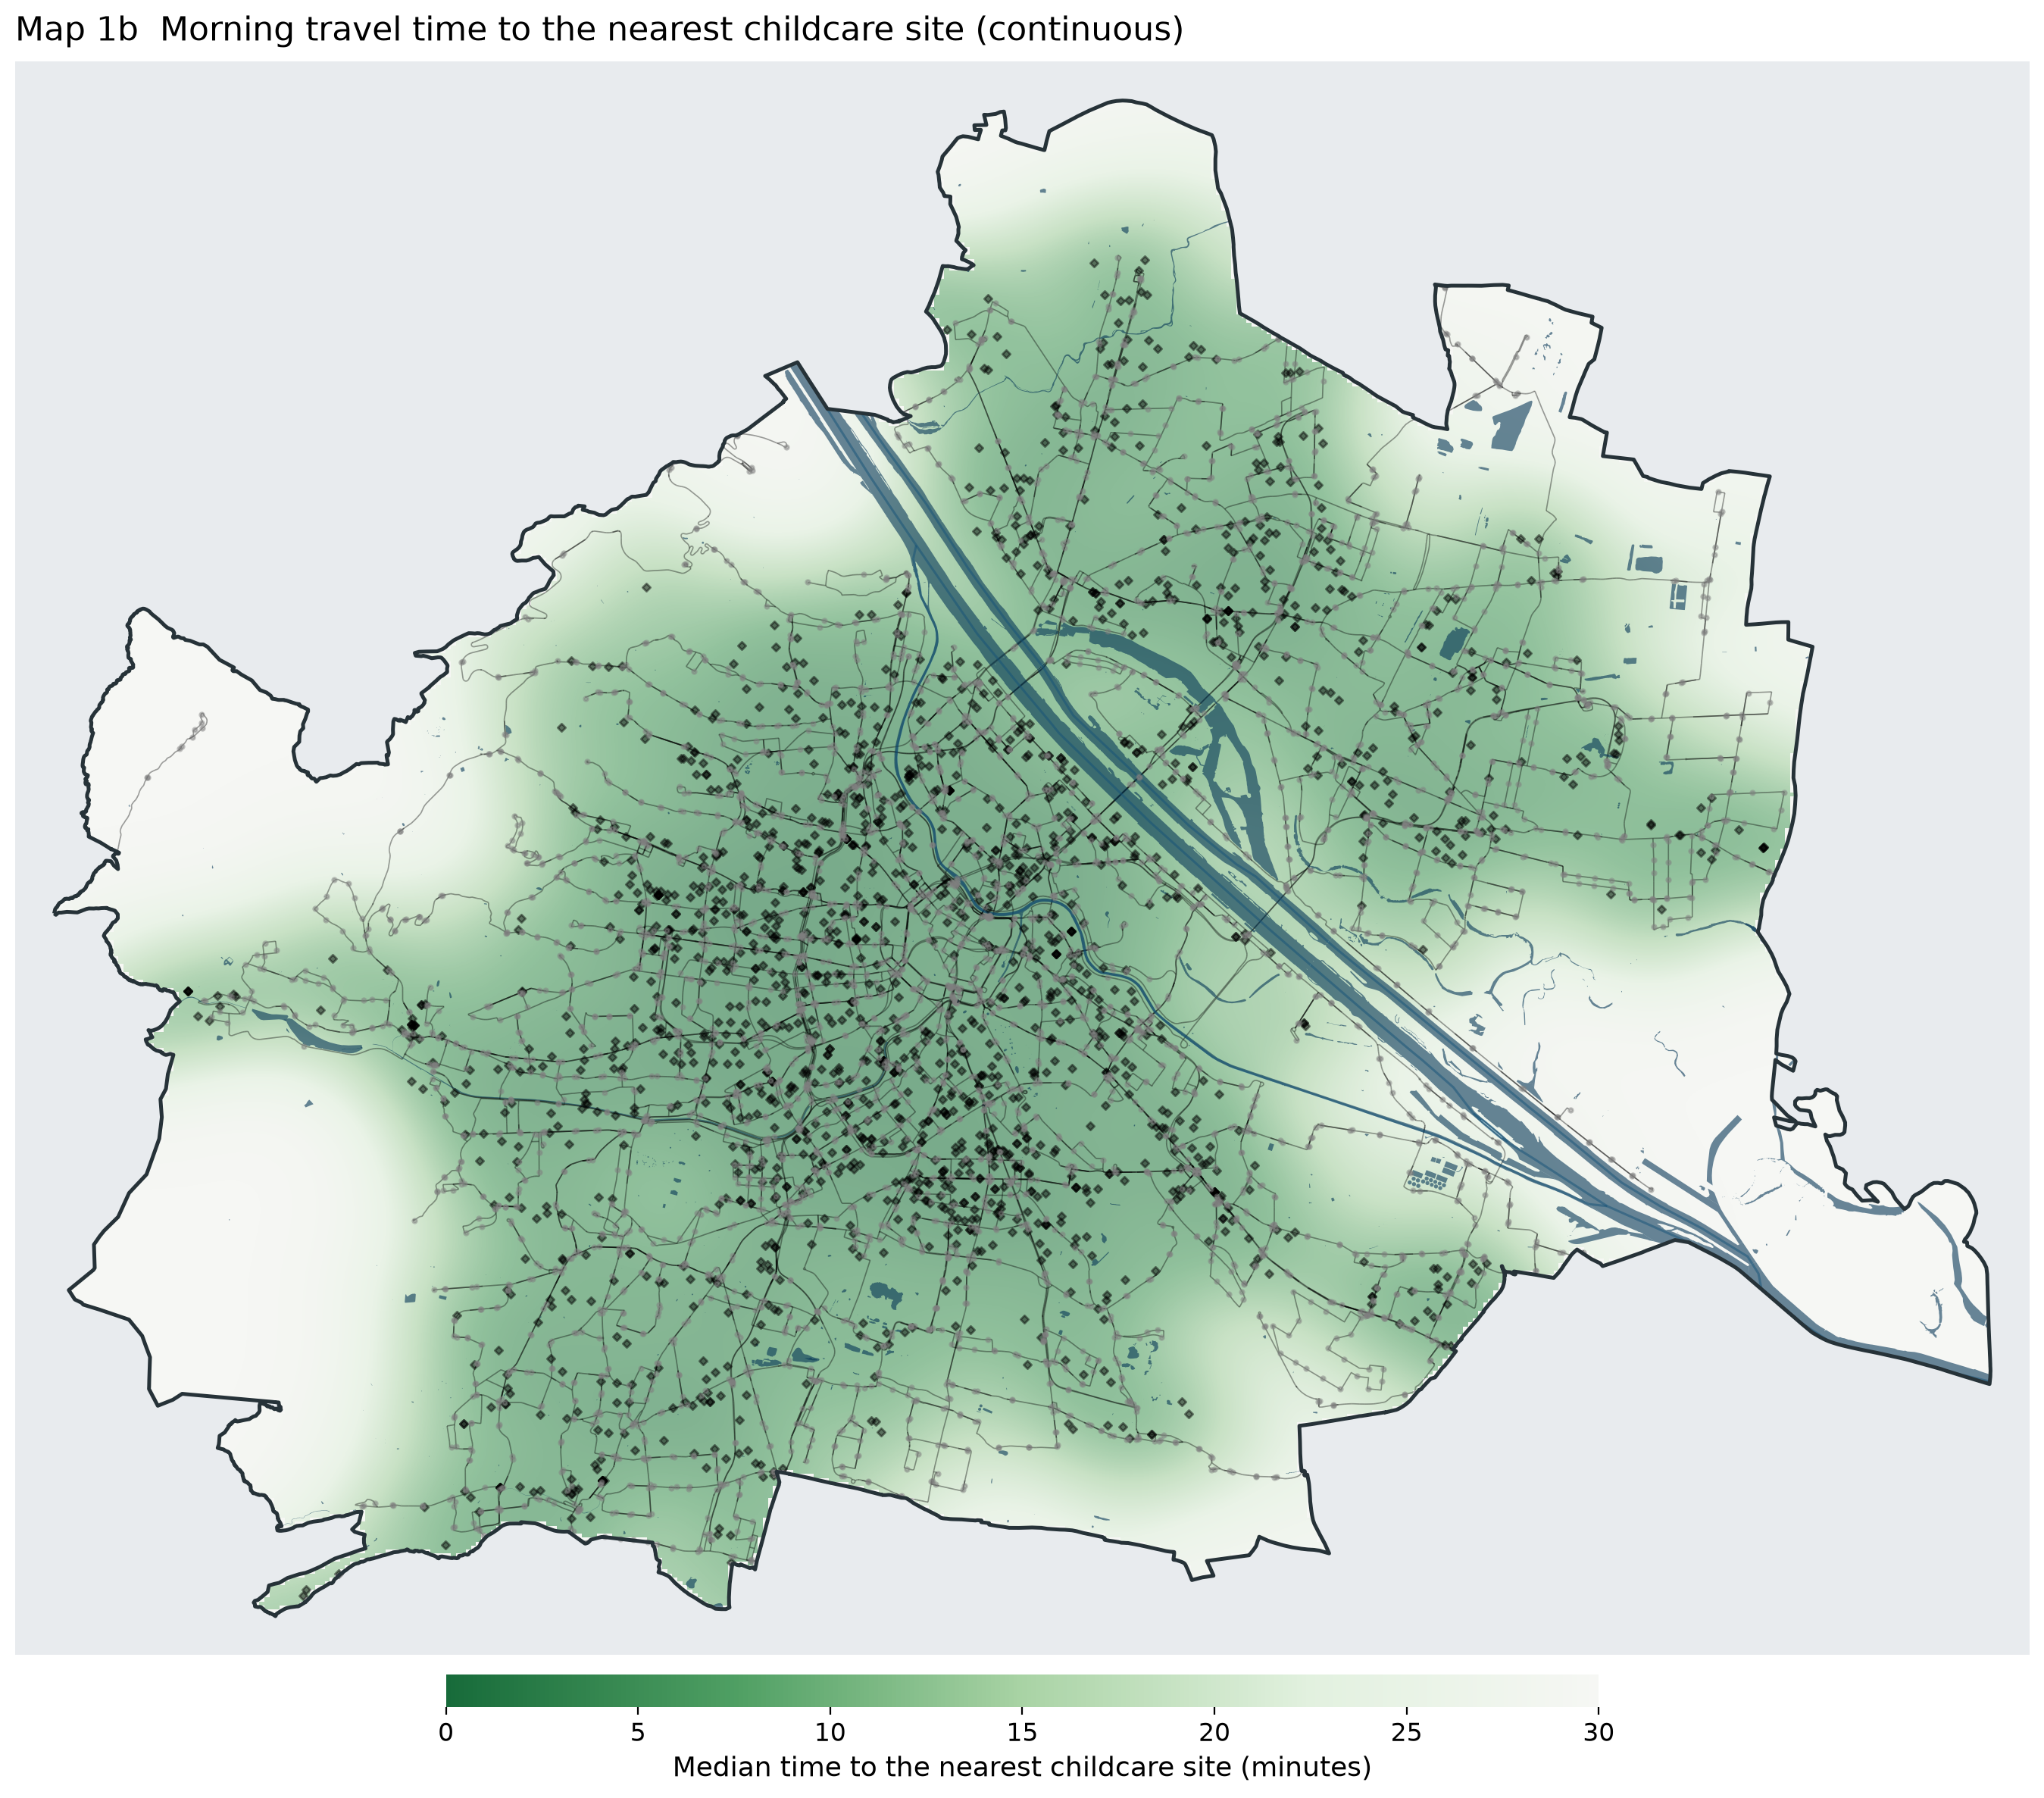 Map 1b  Morning travel time to the nearest childcare site (continuous)
0 5 10 15 20 25 30
Median time to the nearest childcare site (minutes)